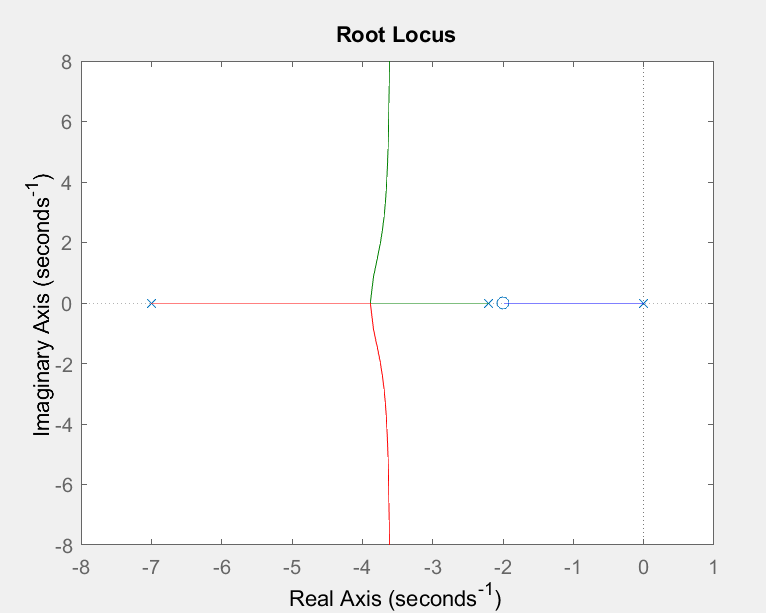 Root Locus
8
6
4
2
0
-2
-4
-6
-8
Imaginary Axis (seconds⁻¹)
-8 -7 -6 -5 -4 -3 -2 -1 0 1
Real Axis (seconds⁻¹)